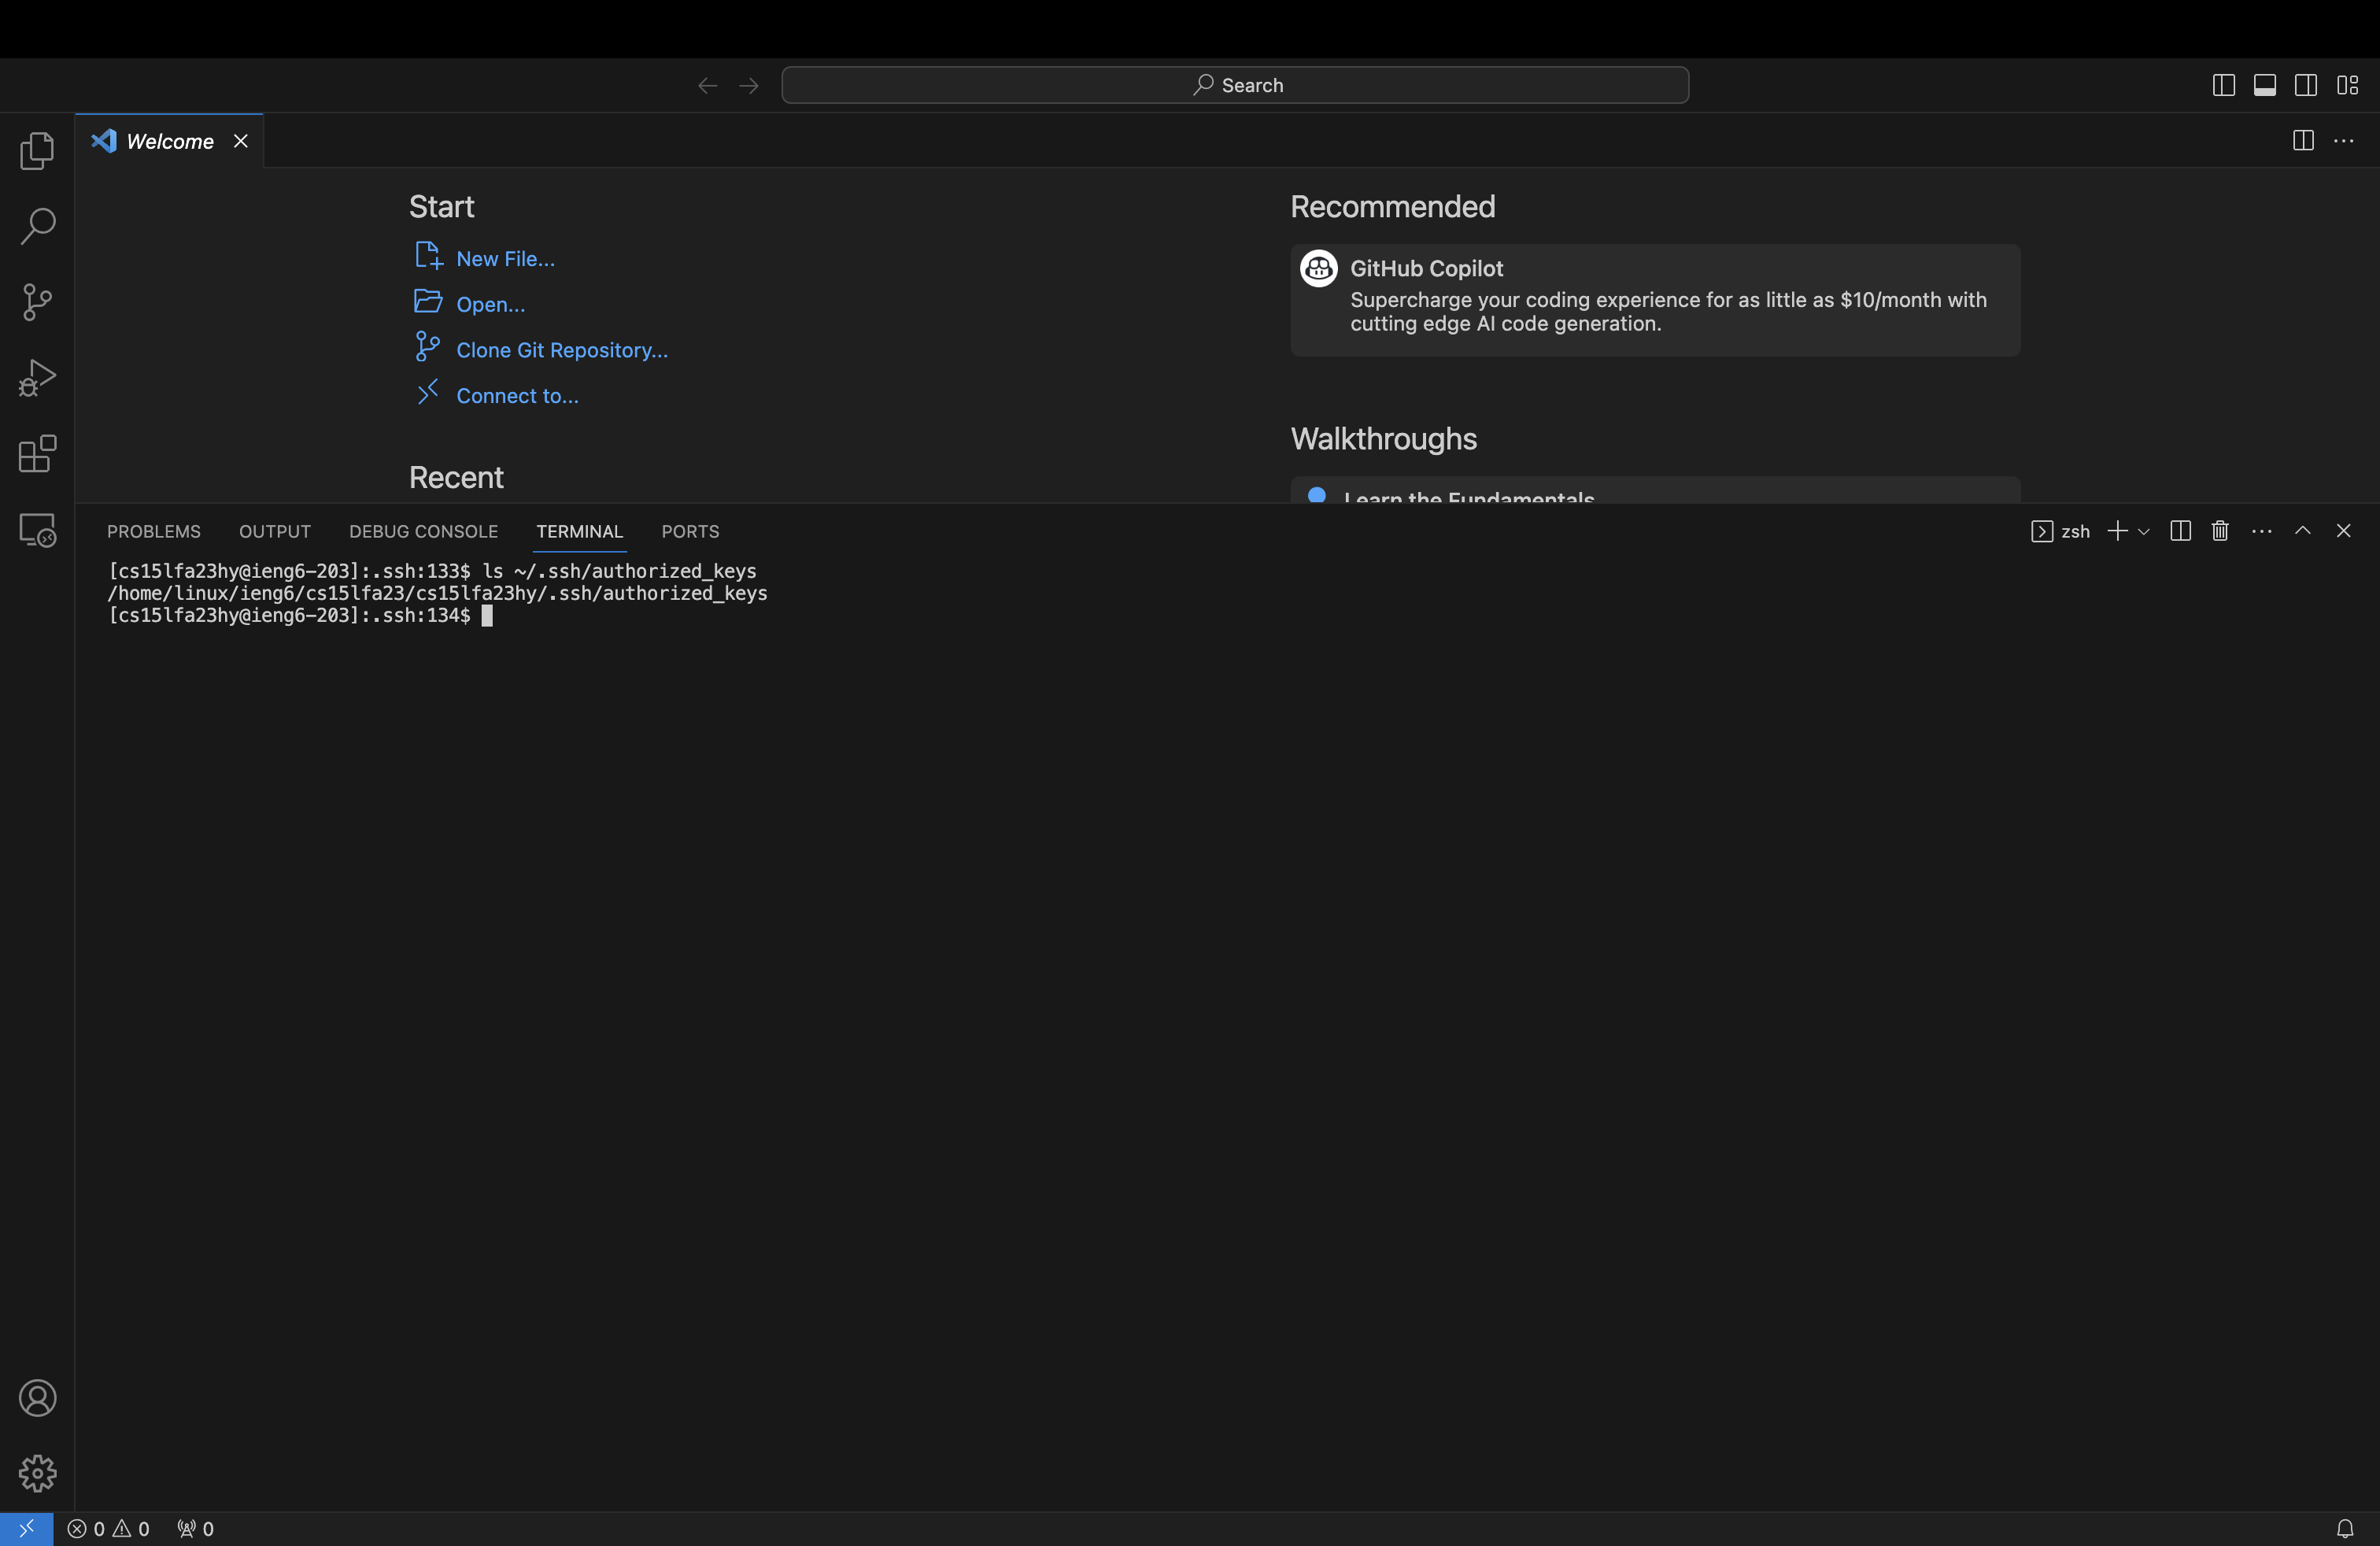 Search
Welcome
Start
New File...
Open...
Clone Git Repository...
Connect to...
Recent
Recommended
GitHub Copilot
Supercharge your coding experience for as little as $10/month with
cutting edge AI code generation.
Walkthroughs
Learn the Fundamentals
PROBLEMS OUTPUT DEBUG CONSOLE TERMINAL PORTS
zsh
[cs15lfa23hy@ieng6-203]:.ssh:133$ ls ~/.ssh/authorized_keys
/home/linux/ieng6/cs15lfa23/cs15lfa23hy/.ssh/authorized_keys
[cs15lfa23hy@ieng6-203]:.ssh:134$
0 0 0